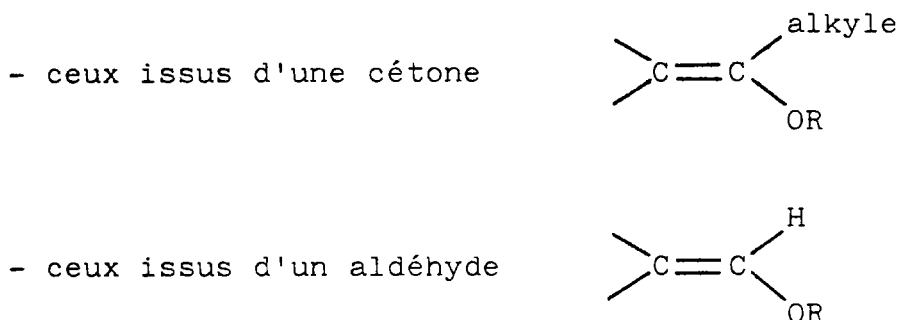 alkyle
- ceux issus d'une cétone
C=C
OR
H
- ceux issus d'un aldéhyde
C=C
OR